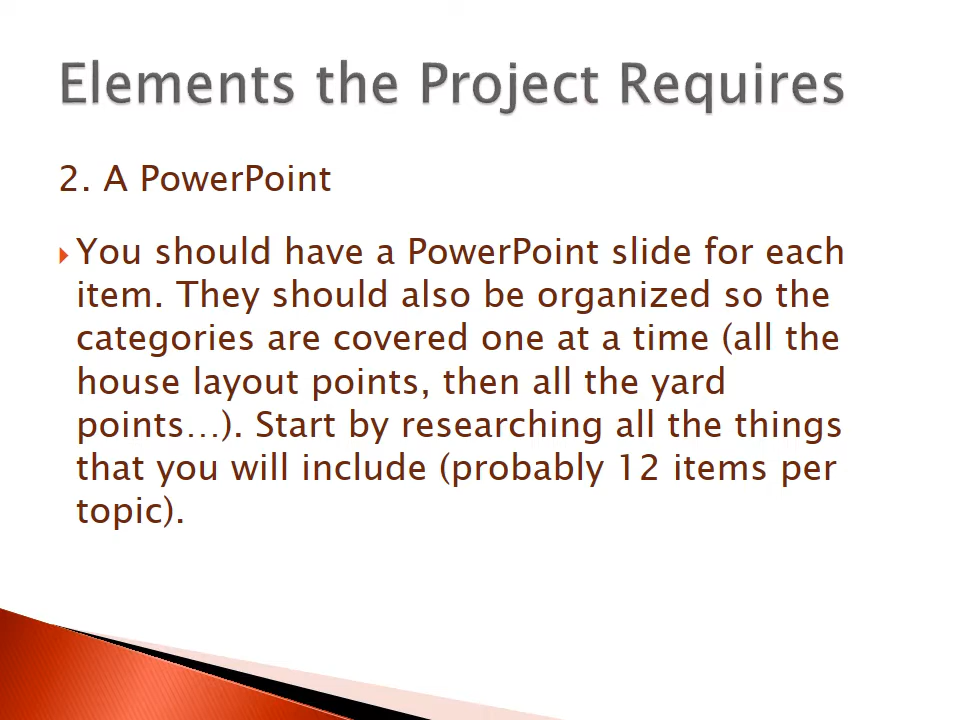 Elements the Project Requires
2. A PowerPoint
You should have a PowerPoint slide for each
item. They should also be organized so the
categories are covered one at a time (all the
house layout points, then all the yard
points…). Start by researching all the things
that you will include (probably 12 items per
topic).